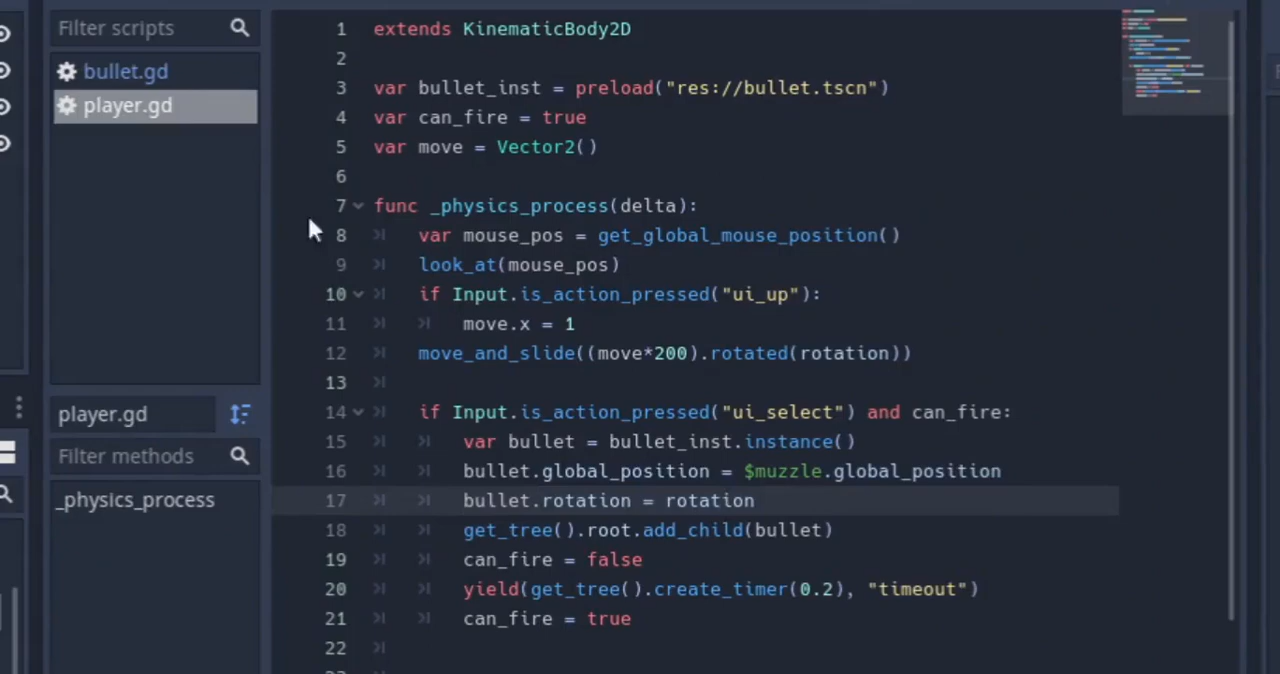 Filter scripts
bullet.gd
player.gd
player.gd
Filter methods
_physics_process
1 extends KinematicBody2D
2
3 var bullet_inst = preload("res://bullet.tscn")
4 var can_fire = true
5 var move = Vector2()
6
7 func _physics_process(delta):
8 var mouse_pos = get_global_mouse_position()
9 look_at(mouse_pos)
10 if Input.is_action_pressed("ui_up"):
11 move.x = 1
12 move_and_slide((move*200).rotated(rotation))
13
14 if Input.is_action_pressed("ui_select") and can_fire:
15 var bullet = bullet_inst.instance()
16 bullet.global_position = $muzzle.global_position
17 bullet.rotation = rotation
18 get_tree().root.add_child(bullet)
19 can_fire = false
20 yield(get_tree().create_timer(0.2), "timeout")
21 can_fire = true
22